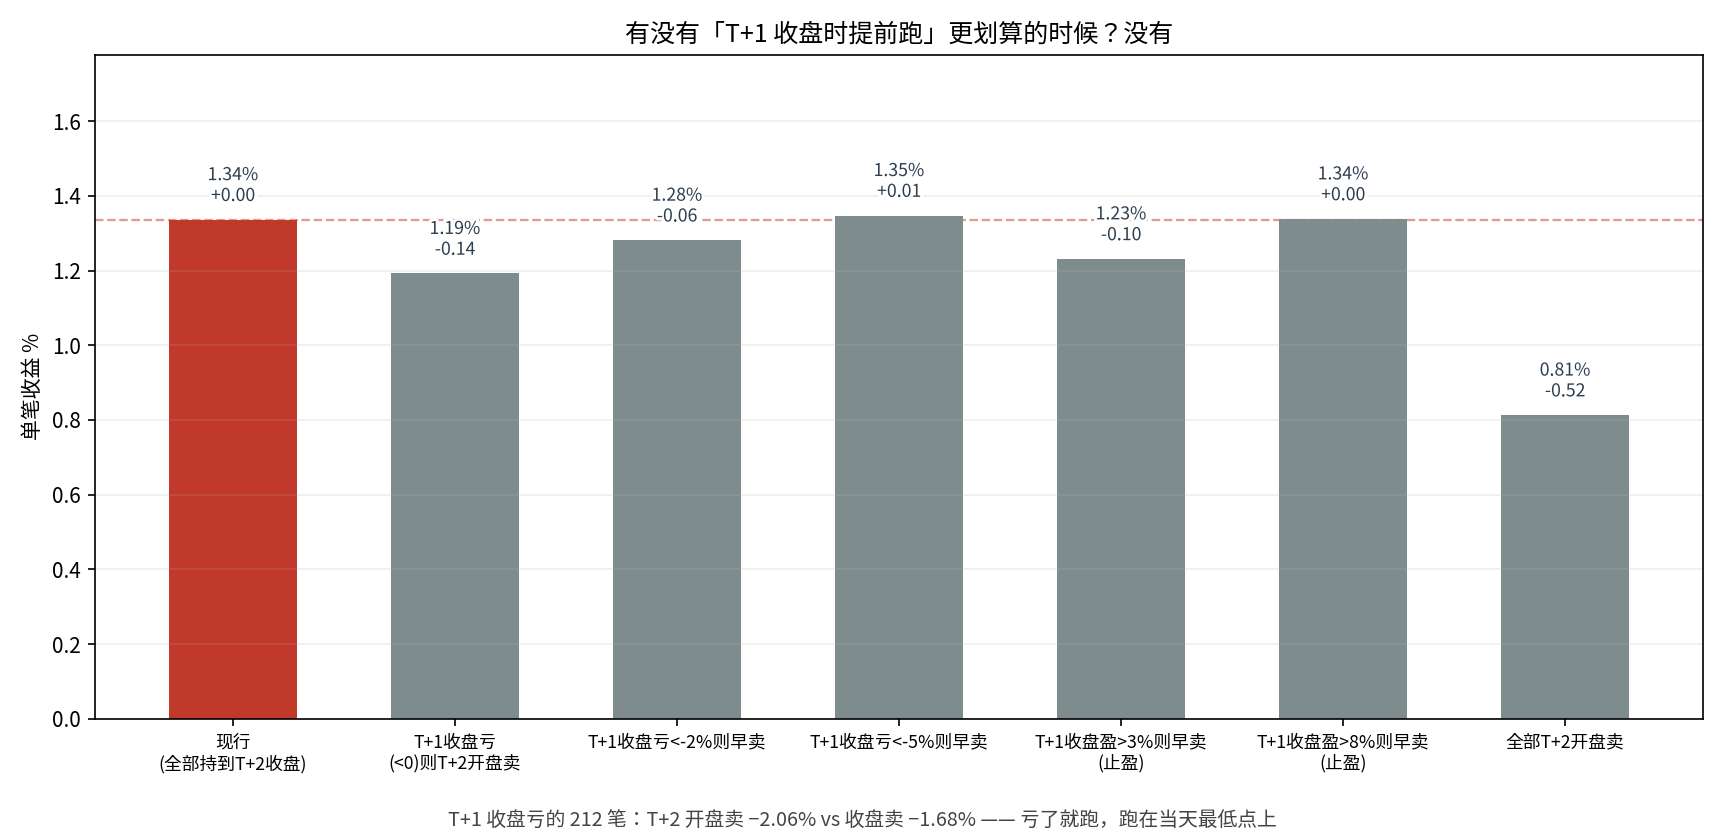 有没有「T+1 收盘时提前跑」更划算的时候？没有
单笔收益 %
1.6
1.4
1.2
1.0
0.8
0.6
0.4
0.2
0.0
1.34%
+0.00
1.19%
-0.14
1.28%
-0.06
1.35%
+0.01
1.23%
-0.10
1.34%
+0.00
0.81%
-0.52
现行
(全部持到T+2收盘)
T+1收盘亏
(<0)则T+2开盘卖
T+1收盘亏<-2%则早卖
T+1收盘亏<-5%则早卖
T+1收盘盈>3%则早卖
(止盈)
T+1收盘盈>8%则早卖
(止盈)
全部T+2开盘卖
T+1 收盘亏的 212 笔：T+2 开盘卖 −2.06% vs 收盘卖 −1.68% —— 亏了就跑，跑在当天最低点上